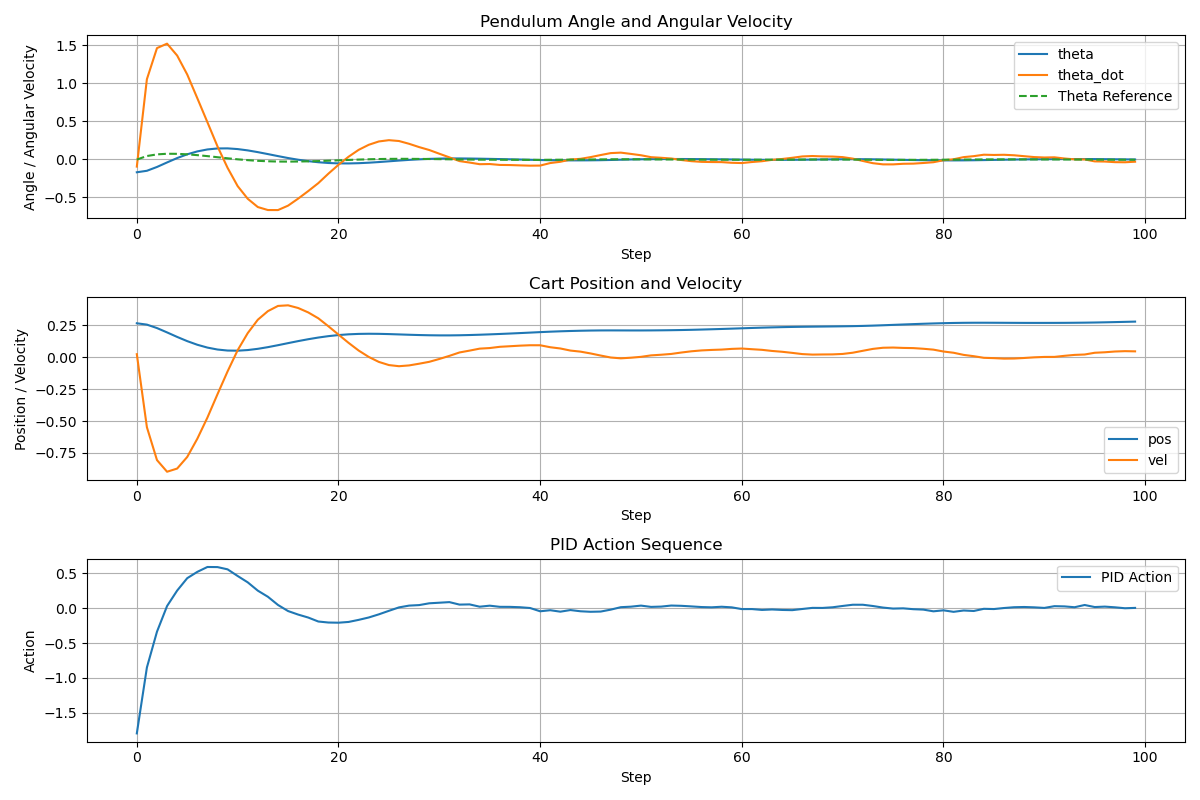 Pendulum Angle and Angular Velocity
Angle / Angular Velocity
1.5
1.0
0.5
0.0
−0.5
theta
theta_dot
Theta Reference
0 20 40 60 80 100
Step
Cart Position and Velocity
Position / Velocity
0.25
0.00
−0.25
−0.50
−0.75
pos
vel
0 20 40 60 80 100
Step
PID Action Sequence
Action
0.5
0.0
−0.5
−1.0
−1.5
PID Action
0 20 40 60 80 100
Step